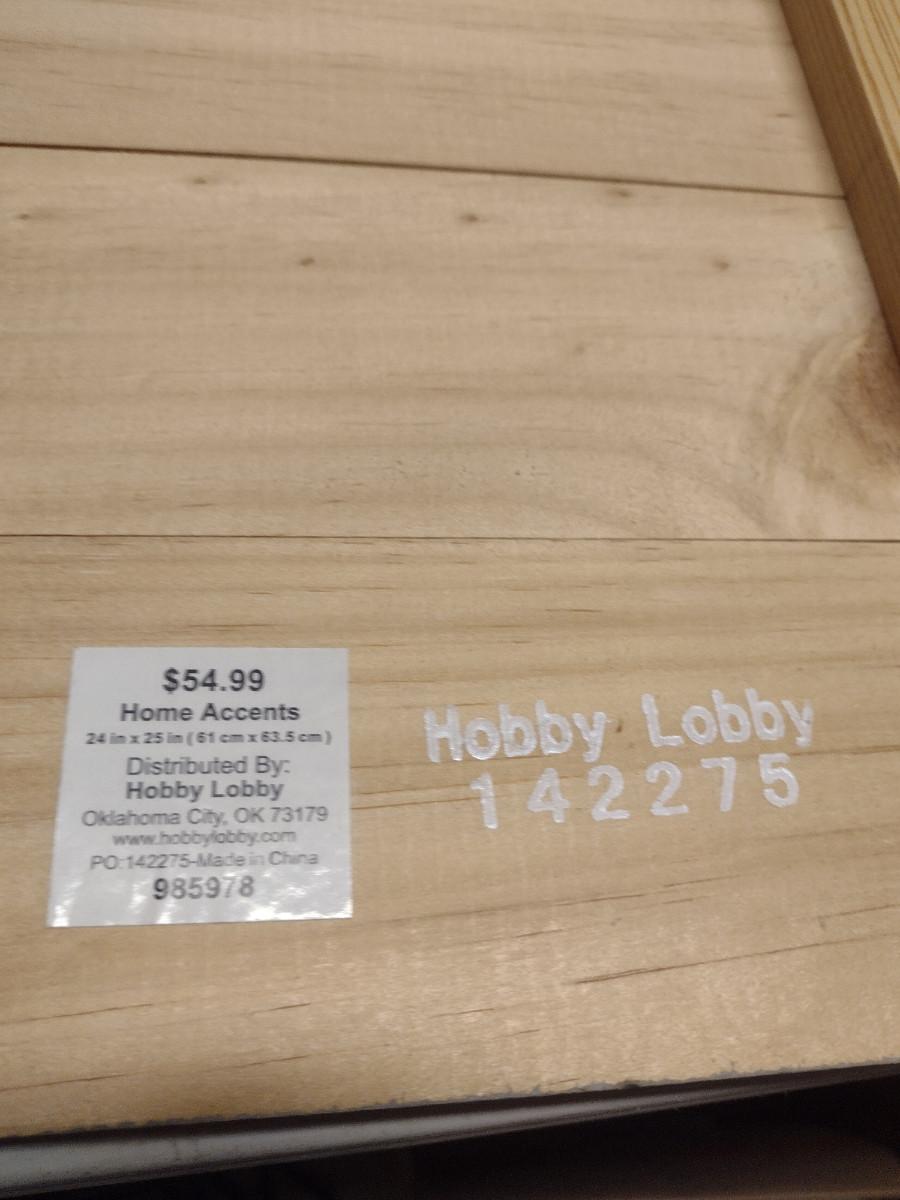 $54.99
Home Accents
24 in x 25 in ( 61 cm x 63.5 cm )
Distributed By:
Hobby Lobby
Oklahoma City, OK 73179
www.hobbylobby.com
PO:142275-Made in China
985978
Hobby Lobby
142275